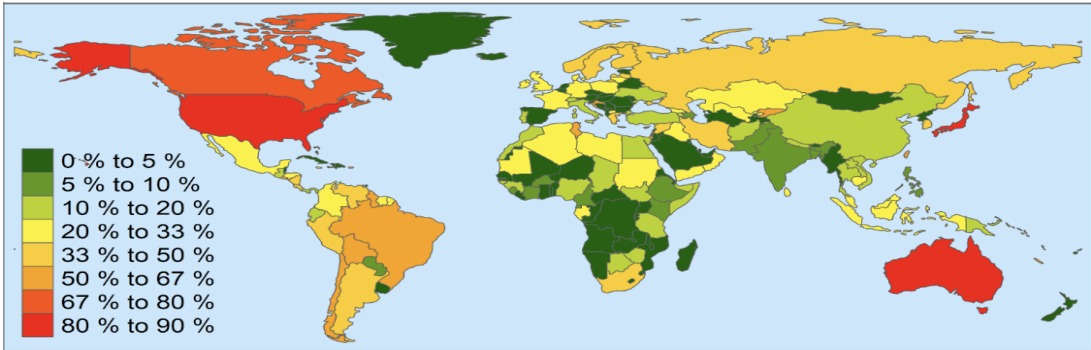 0 % to 5 %
5 % to 10 %
10 % to 20 %
20 % to 33 %
33 % to 50 %
50 % to 67 %
67 % to 80 %
80 % to 90 %